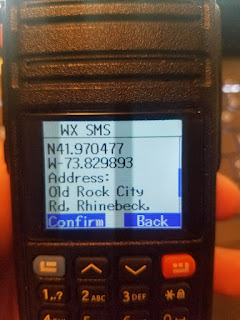 WX SMS
N41.970477
W-73.829893
Address:
Old Rock City
Rd, Rhinebeck,
Confirm Back
1.,? 2 ABC 3 DEF *